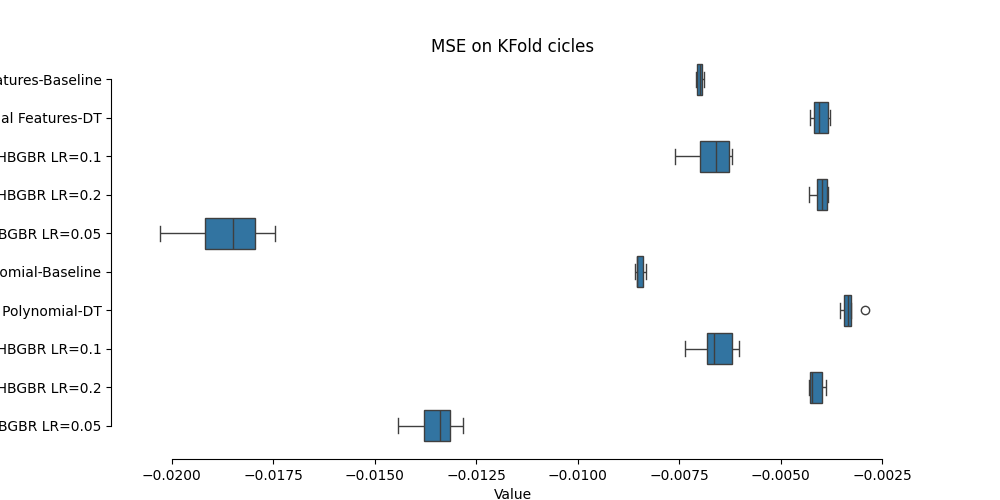 MSE on KFold cicles
atures-Baseline
al Features-DT
HBGBR LR=0.1
HBGBR LR=0.2
BGBR LR=0.05
omial-Baseline
Polynomial-DT
HBGBR LR=0.1
HBGBR LR=0.2
BGBR LR=0.05
−0.0200 −0.0175 −0.0150 −0.0125 −0.0100 −0.0075 −0.0050 −0.0025
Value